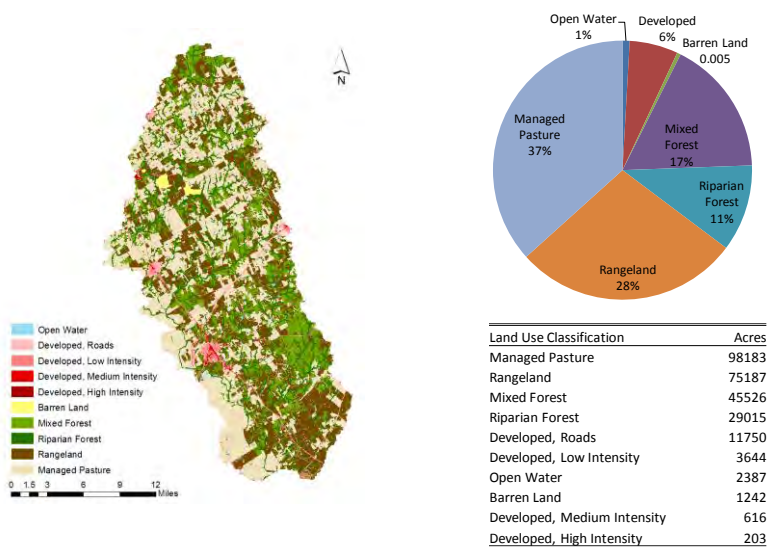 N
Open Water
Developed, Roads
Developed, Low Intensity
Developed, Medium Intensity
Developed, High Intensity
Barren Land
Mixed Forest
Riparian Forest
Rangeland
Managed Pasture
0 1.5 3 6 9 12
Miles
Open Water
1%
Developed
6%
Barren Land
0.005
Mixed
Forest
17%
Riparian
Forest
11%
Rangeland
28%
Managed
Pasture
37%
Land Use Classification Acres
Managed Pasture 98183
Rangeland 75187
Mixed Forest 45526
Riparian Forest 29015
Developed, Roads 11750
Developed, Low Intensity 3644
Open Water 2387
Barren Land 1242
Developed, Medium Intensity 616
Developed, High Intensity 203